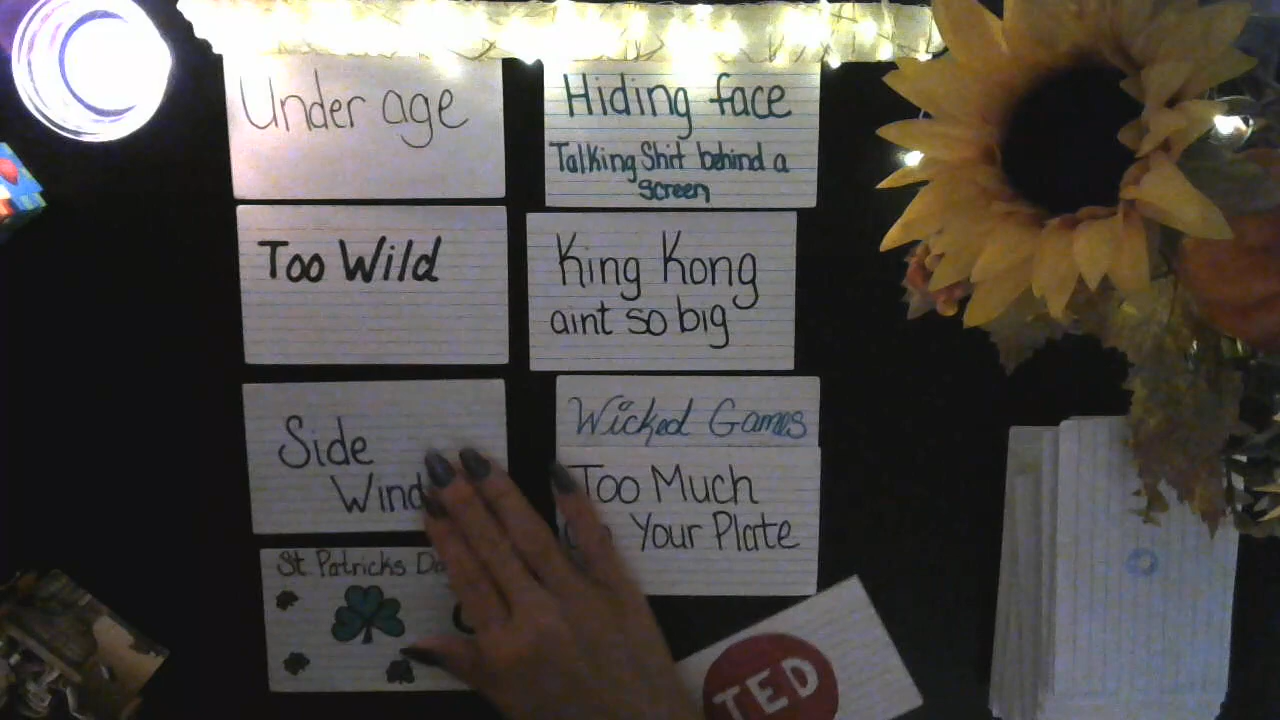 Under age
Hiding face
Talking Shit behind a
screen
Too Wild
King Kong
aint so big
Side
Wind
Wicked Games
Too Much
Your Plate
St Patricks
TED